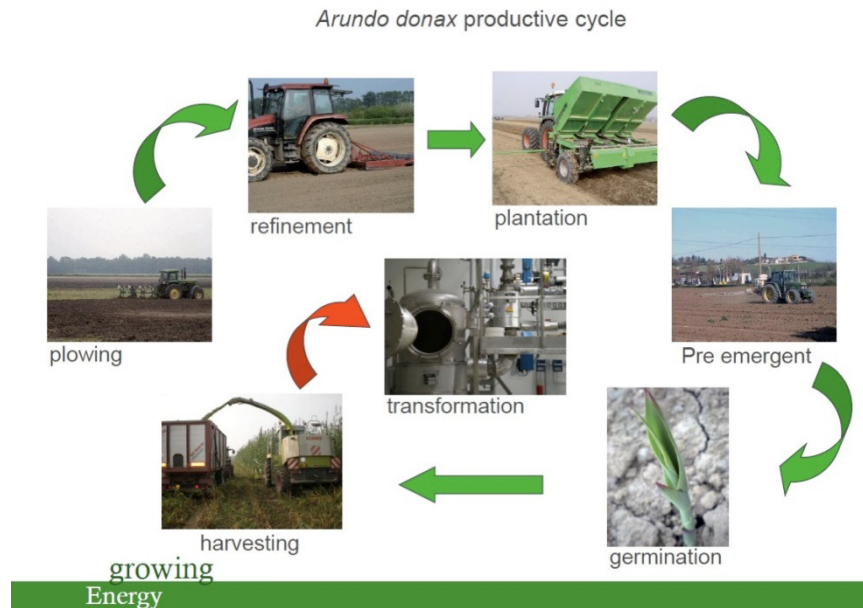 Arundo donax productive cycle
refinement
plantation
plowing
Pre emergent
transformation
harvesting
germination
growing
Energy